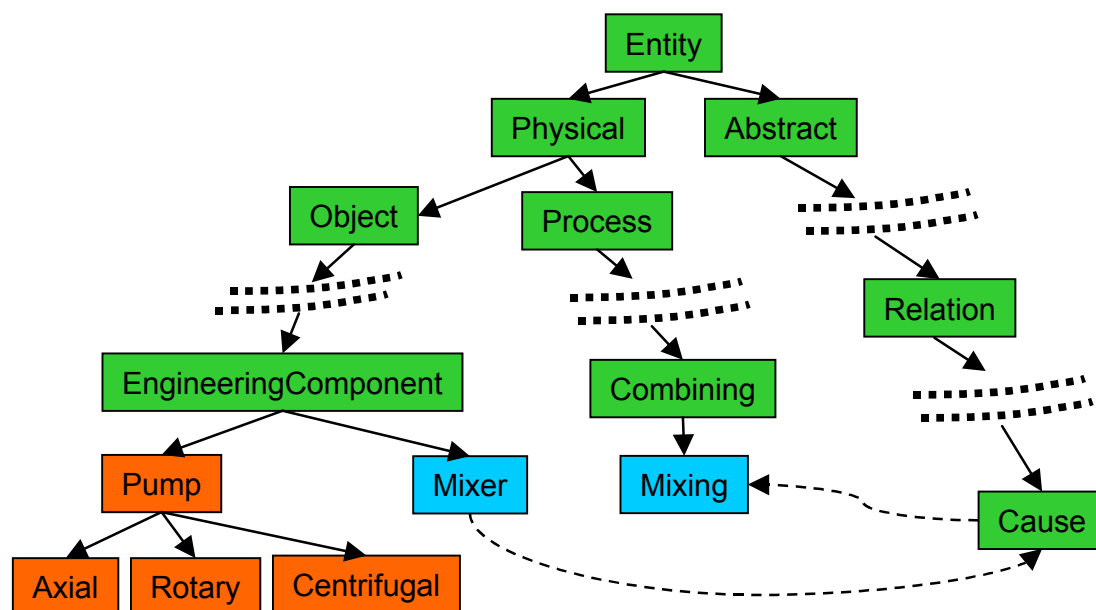 Entity
Physical
Abstract
Object
Process
Relation
EngineeringComponent
Combining
Pump
Mixer
Mixing
Cause
Axial
Rotary
Centrifugal